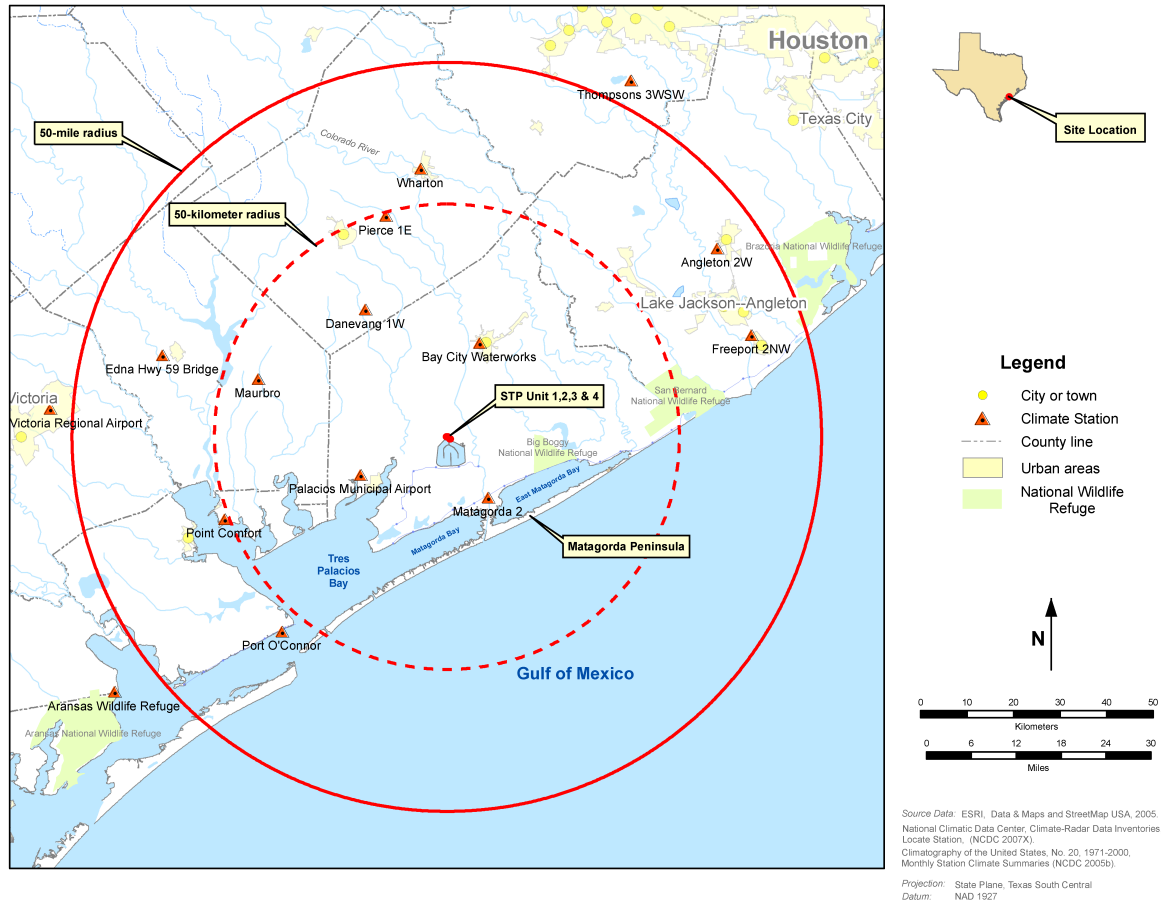 Houston
Thompsons 3WSW
Texas City
50-mile radius
Colorado River
Wharton
50-kilometer radius
Pierce 1E
Brazoria National Wildlife Refuge
Angleton 2W
Lake Jackson--Angleton
Danevang 1W
Bay City Waterworks
Freeport 2NW
Edna Hwy 59 Bridge
Maurbro
San Bernard
National Wildlife Refuge
STP Unit 1,2,3 & 4
Victoria
Victoria Regional Airport
Big Boggy
National Wildlife Refuge
East Matagorda Bay
Palacios Municipal Airport
Matagorda 2
Point Comfort
Matagorda Bay
Matagorda Peninsula
Tres
Palacios
Bay
Port O'Connor
Gulf of Mexico
Aransas Wildlife Refuge
Aransas National Wildlife Refuge
Site Location
Legend
City or town
Climate Station
County line
Urban areas
National Wildlife
Refuge
N
0 10 20 30 40 50
Kilometers
0 6 12 18 24 30
Miles
Source Data: ESRI, Data & Maps and StreetMap USA, 2005.
National Climatic Data Center, Climate-Radar Data Inventories
Locate Station, (NCDC 2007X).
Climatography of the United States, No. 20, 1971-2000,
Monthly Station Climate Summaries (NCDC 2005b).
Projection: State Plane, Texas South Central
Datum: NAD 1927